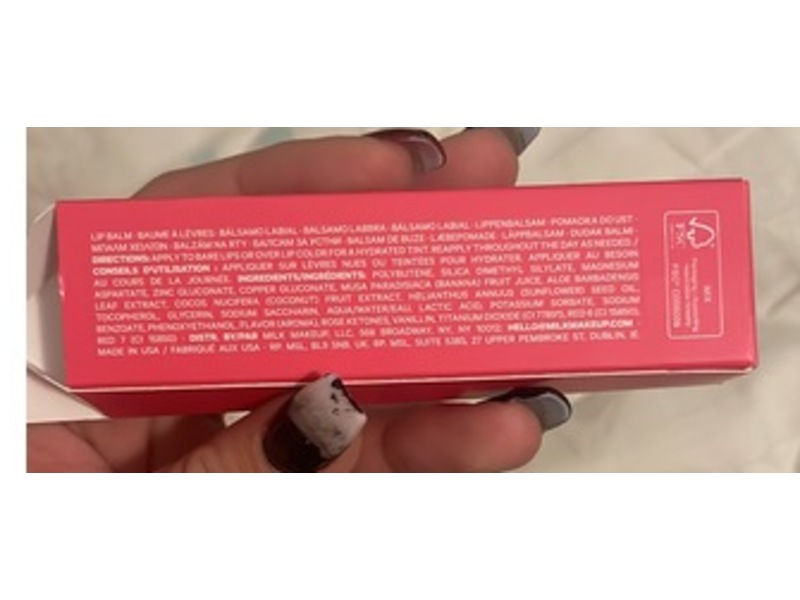 LIP BALM · BAUME À LÈVRES · BÁLSAMO LABIAL · BALSAMO LABBRA · BÁLSAMO LABIAL · LIPPENBALSAM · POMADKA DO UST ·
ΜΠΑΛΜ ΧΕΙΛΙΩΝ · BALZÁM NA RTY · БАЛСАМ ЗА УСТНИ · BALSAM DE BUZE · LÆBEPOMADE · LÄPPBALSAM · DUDAK BALMI
DIRECTIONS: APPLY TO BARE LIPS OR OVER LIP COLOR FOR A HYDRATED TINT. REAPPLY THROUGHOUT THE DAY AS NEEDED. /
CONSEILS D'UTILISATION : APPLIQUER SUR LÈVRES NUES OU TEINTÉES POUR HYDRATER. APPLIQUER AU BESOIN
AU COURS DE LA JOURNÉE. INGREDIENTS/INGRÉDIENTS: POLYBUTENE, SILICA DIMETHYL SILYLATE, MAGNESIUM
ASPARTATE, ZINC GLUCONATE, COPPER GLUCONATE, MUSA PARADISIACA (BANANA) FRUIT JUICE, ALOE BARBADENSIS
LEAF EXTRACT, COCOS NUCIFERA (COCONUT) FRUIT EXTRACT, HELIANTHUS ANNUUS (SUNFLOWER) SEED OIL,
TOCOPHEROL, GLYCERIN, SODIUM SACCHARIN, AQUA/WATER/EAU, LACTIC ACID, POTASSIUM SORBATE, SODIUM
BENZOATE, PHENOXYETHANOL, FLAVOR (AROMA), ROSE KETONES, VANILLIN, TITANIUM DIOXIDE (CI 77891), RED 6 (CI 15850),
RED 7 (CI 15850) · DISTR. BY/PAR MILK MAKEUP, LLC, 568 BROADWAY, NY, NY 10012. HELLO@MILKMAKEUP.COM ·
MADE IN USA / FABRIQUÉ AUX USA · RP. MSL, BL3 5NB, UK. RP. MSL, SUITE 5385, 27 UPPER PEMBROKE ST, DUBLIN, IE
FSC
MIX